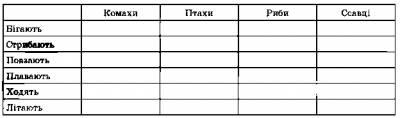 Комахи Птахи Риби Ссавці
Бігають
Стрибають
Повзають
Плавають
Ходять
Літають